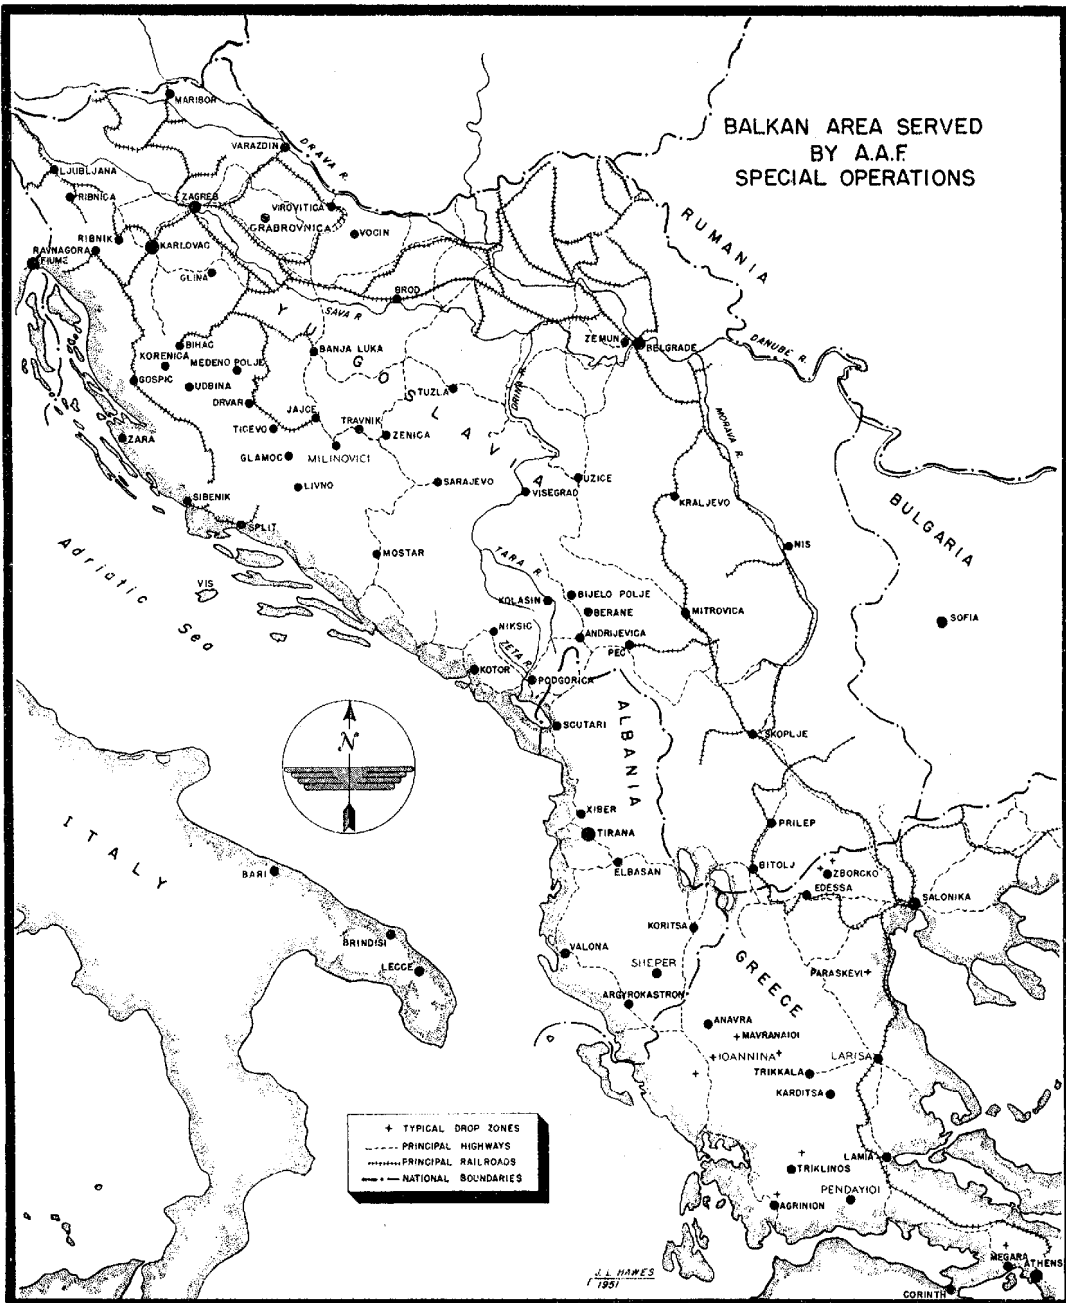 BALKAN AREA SERVED
BY A.A.F.
SPECIAL OPERATIONS
MARIBOR
VARAZDIN
DRAVA R.
LJUBLJANA
RIBNICA
ZAGREB
VIROVITICA
GRABROVNICA
VOCIN
RIBNIK
KARLOVAC
RAVNAGORA
FIUME
GLINA
RUMANIA
BROD
SAVA R
YUGOSLAVIA
ZEMUN
BELGRADE
DANUBE R.
BIHAC
BANJA LUKA
KORENICA
MEDENO POLJE
GOSPIC
UDBINA
TUZLA
DRINA R.
DRVAR
JAJCE
MORAVA R.
TICEVO
TRAVNIK
ZENICA
ZARA
MILINOVICI
GLAMOC
LIVNO
SARAJEVO
UZICE
VISEGRAD
KRALJEVO
BULGARIA
SIBENIK
SPLIT
Adriatic Sea
MOSTAR
NIS
TARA R.
VIS
KOLASIN
BIJELO POLJE
BERANE
MITROVICA
SOFIA
NIKSIC
ANDRIJEVICA
PEC
ZETA R.
KOTOR
PODGORICA
ALBANIA
SCUTARI
SKOPLJE
N
XIBER
TIRANA
PRILEP
ITALY
BARI
ELBASAN
BITOLJ
ZBORCKO
EDESSA
SALONIKA
KORITSA
BRINDISI
VALONA
GREECE
LECCE
SHEPER
PARASKEVI
ARGYROKASTRON
ANAVRA
MAVRANAIOI
IOANNINA
LARISA
TRIKKALA
KARDITSA
TYPICAL DROP ZONES
PRINCIPAL HIGHWAYS
PRINCIPAL RAILROADS
NATIONAL BOUNDARIES
LAMIA
TRIKLINOS
PENDAYIOI
AGRINION
MEGARA
ATHENS
J. L. HAWES
1951
CORINTH